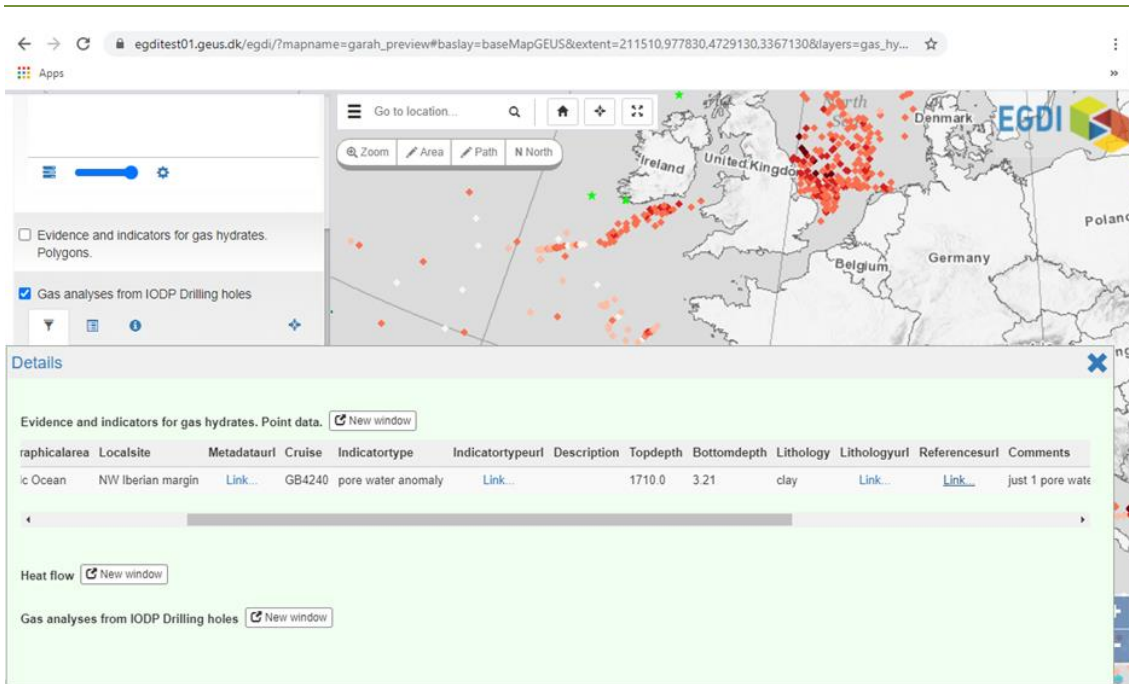 egditest01.geus.dk/egdi/?mapname=garah_preview#baslay=baseMapGEUS&extent=211510,977830,4729130,3367130&layers=gas_hy...
Apps
»
Go to location...
Zoom Area Path N North
North
Denmark
EGDI
Ireland
United Kingdo
Poland
Belgium
Germany
Evidence and indicators for gas hydrates.
Polygons.
Gas analyses from IODP Drilling holes
Details
Evidence and indicators for gas hydrates. Point data. New window
raphicalarea Localsite Metadataurl Cruise Indicatortype Indicatortypeurl Description Topdepth Bottomdepth Lithology Lithologyurl Referencesurl Comments
ic Ocean NW Iberian margin Link... GB4240 pore water anomaly Link... 1710.0 3.21 clay Link... Link... just 1 pore wate
Heat flow New window
Gas analyses from IODP Drilling holes New window